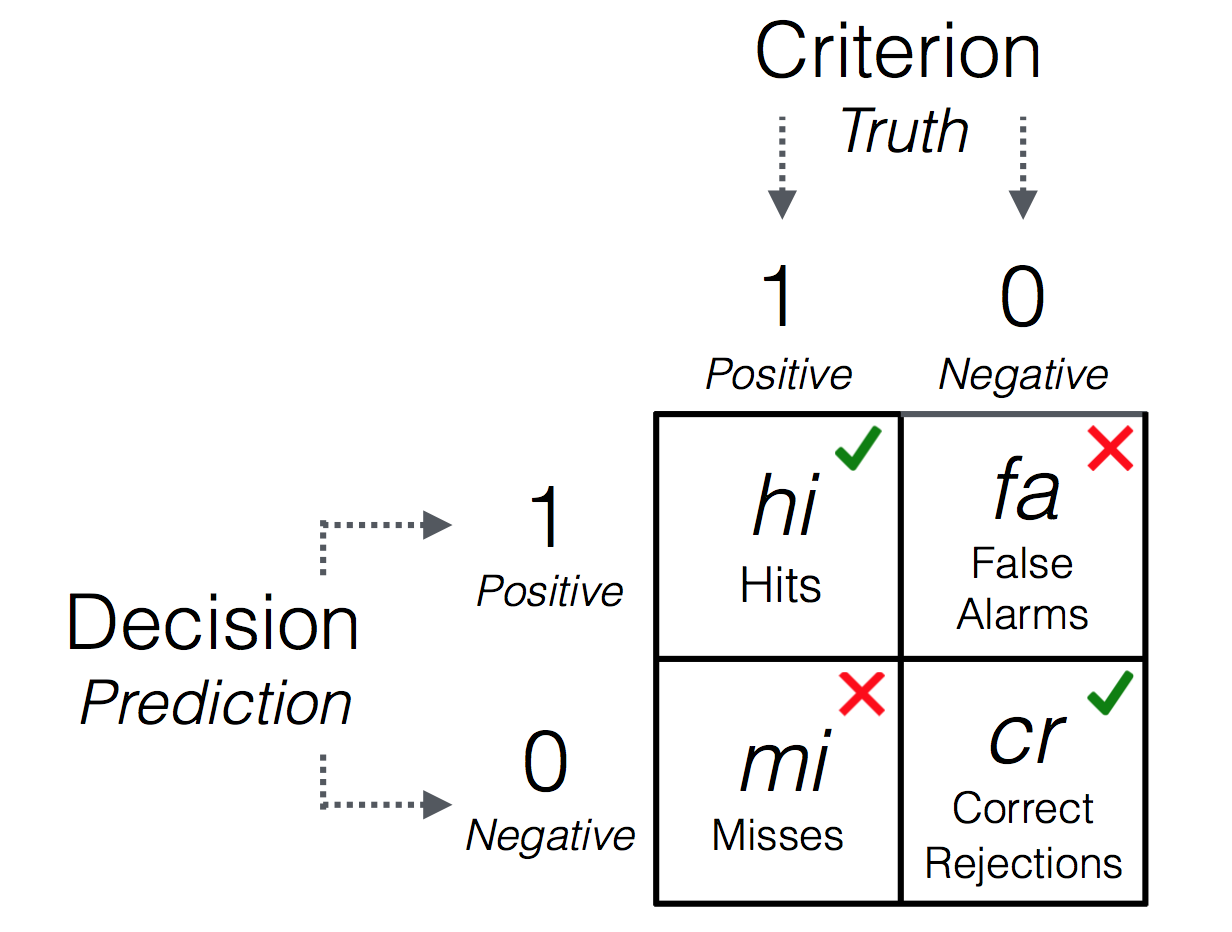 Criterion
Truth
1
0
Positive
Negative
hi
Hits
fa
False
Alarms
1
Positive
Decision
Prediction
0
Negative
mi
Misses
cr
Correct
Rejections